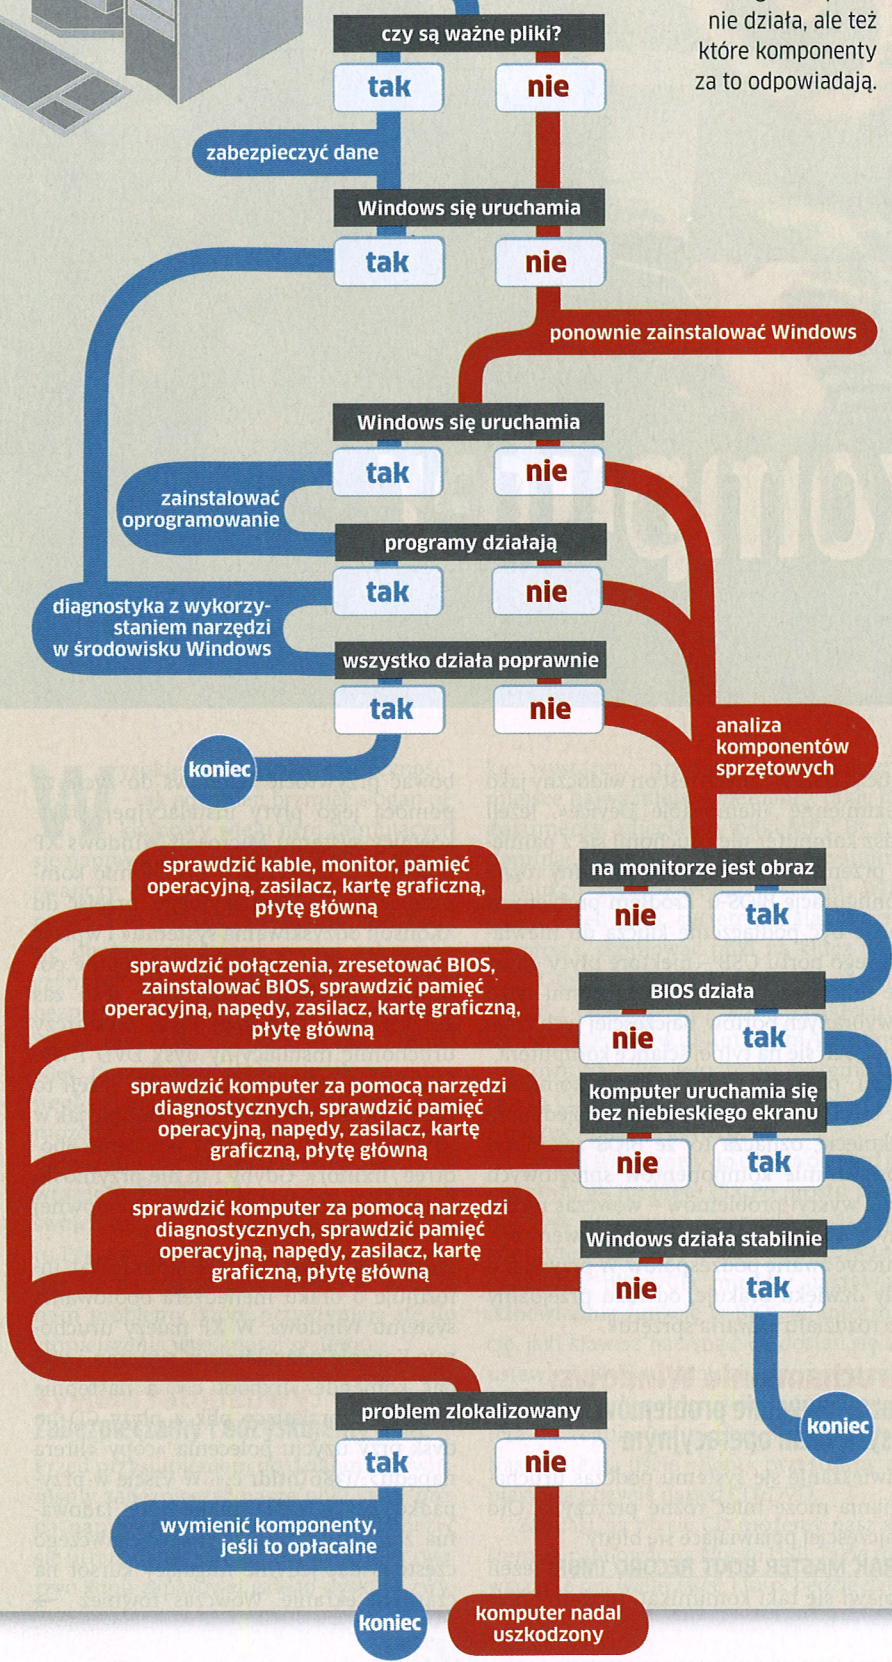 nie działa, ale też
które komponenty
za to odpowiadają.
czy są ważne pliki?
tak
nie
zabezpieczyć dane
Windows się uruchamia
tak
nie
ponownie zainstalować Windows
Windows się uruchamia
tak
nie
zainstalować
oprogramowanie
programy działają
tak
nie
diagnostyka z wykorzy-
staniem narzędzi
w środowisku Windows
wszystko działa poprawnie
tak
nie
koniec
analiza
komponentów
sprzętowych
na monitorze jest obraz
nie
tak
sprawdzić kable, monitor, pamięć
operacyjną, zasilacz, kartę graficzną,
płytę główną
BIOS działa
nie
tak
sprawdzić połączenia, zresetować BIOS,
zainstalować BIOS, sprawdzić pamięć
operacyjną, napędy, zasilacz, kartę graficzną,
płytę główną
komputer uruchamia się
bez niebieskiego ekranu
nie
tak
sprawdzić komputer za pomocą narzędzi
diagnostycznych, sprawdzić pamięć
operacyjną, napędy, zasilacz, kartę
graficzną, płytę główną
Windows działa stabilnie
nie
tak
sprawdzić komputer za pomocą narzędzi
diagnostycznych, sprawdzić pamięć
operacyjną, napędy, zasilacz, kartę
graficzną, płytę główną
koniec
problem zlokalizowany
tak
nie
wymienić komponenty,
jeśli to opłacalne
koniec
komputer nadal
uszkodzony